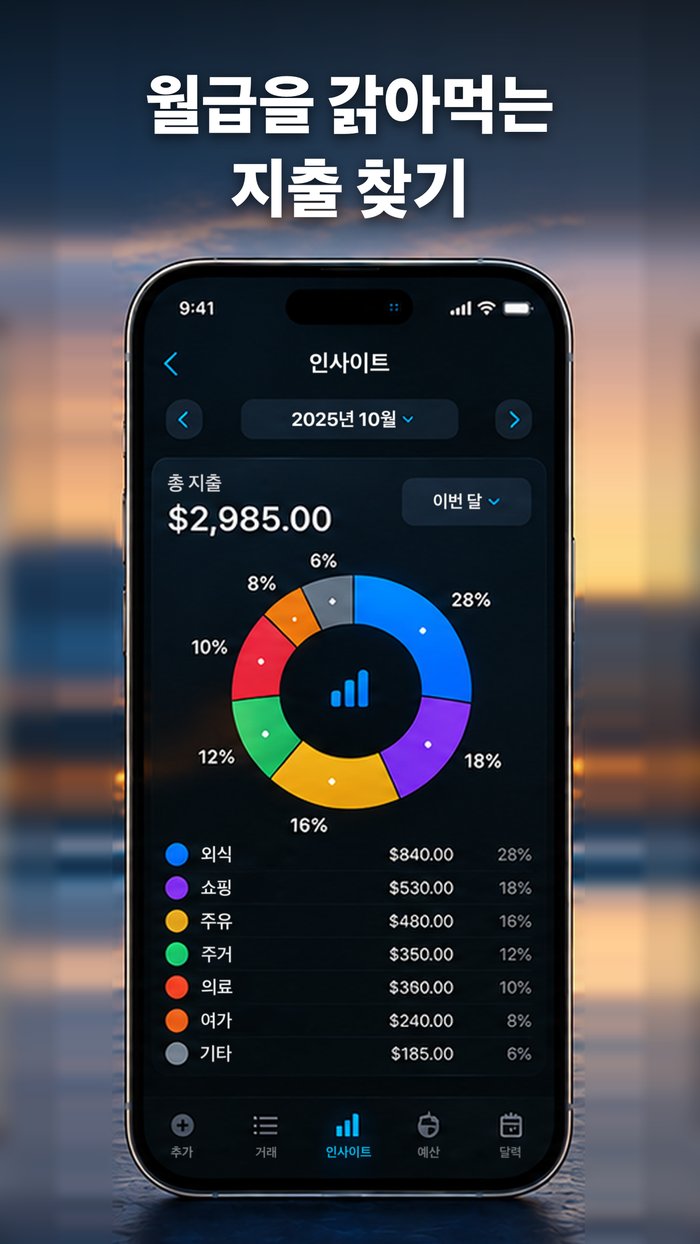 월급을 갉아먹는
지출 찾기
9:41
인사이트
2025년 10월
총 지출
$2,985.00
이번 달
6%
8%
28%
10%
12%
18%
16%
외식 $840.00 28%
쇼핑 $530.00 18%
주유 $480.00 16%
주거 $350.00 12%
의료 $360.00 10%
여가 $240.00 8%
기타 $185.00 6%
추가 거래 인사이트 예산 달력